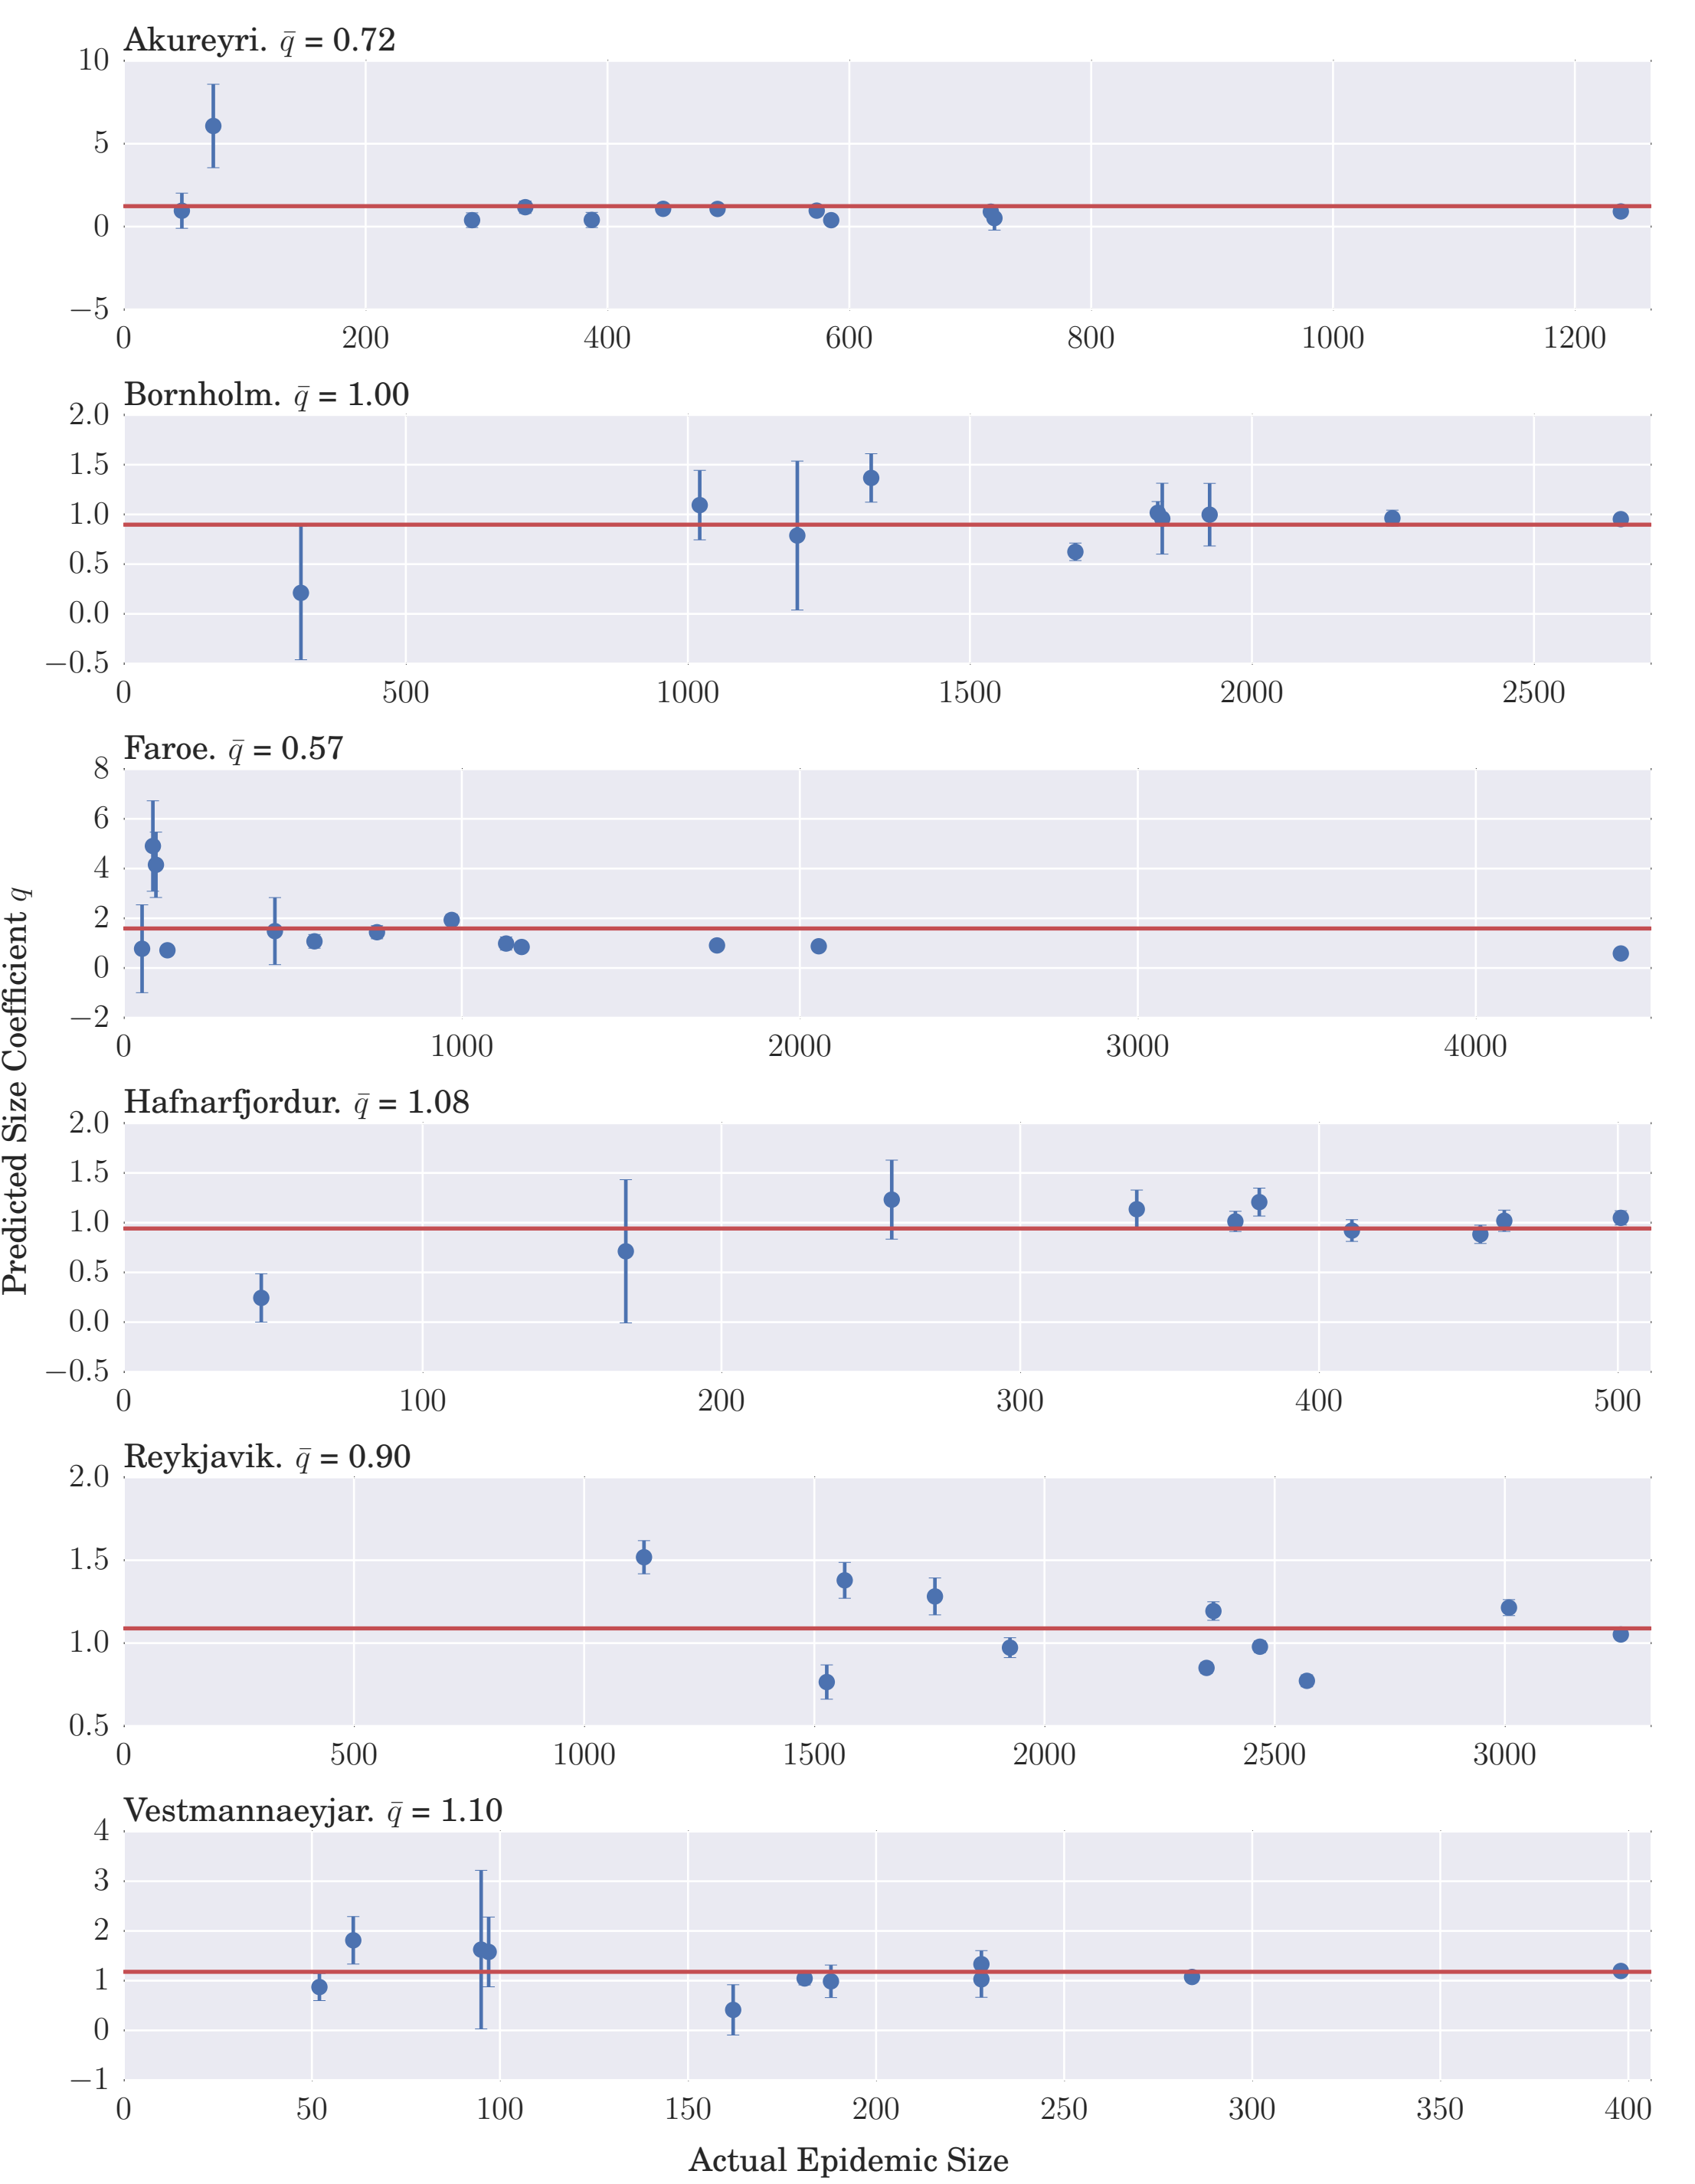 Akureyri. q̄ = 0.72
10
5
0
−5
0 200 400 600 800 1000 1200
Bornholm. q̄ = 1.00
2.0
1.5
1.0
0.5
0.0
−0.5
0 500 1000 1500 2000 2500
Faroe. q̄ = 0.57
8
6
4
2
0
−2
0 1000 2000 3000 4000
Predicted Size Coefficient q
Hafnarfjordur. q̄ = 1.08
2.0
1.5
1.0
0.5
0.0
−0.5
0 100 200 300 400 500
Reykjavik. q̄ = 0.90
2.0
1.5
1.0
0.5
0 500 1000 1500 2000 2500 3000
Vestmannaeyjar. q̄ = 1.10
4
3
2
1
0
−1
0 50 100 150 200 250 300 350 400
Actual Epidemic Size